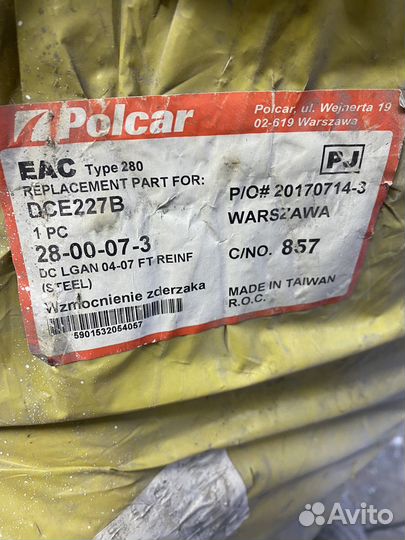 Polcar
Polcar, ul. Wejnerta 19
02-619 Warszawa
EAC Type 280
REPLACEMENT PART FOR:
DCE227B
1 PC
28-00-07-3
DC LGAN 04-07 FT REINF
(STEEL)
Wzmocnienie zderzaka
5901532054057
PJ
P/O# 20170714-3
WARSZAWA
C/NO. 857
MADE IN TAIWAN
R.O.C.
Avito